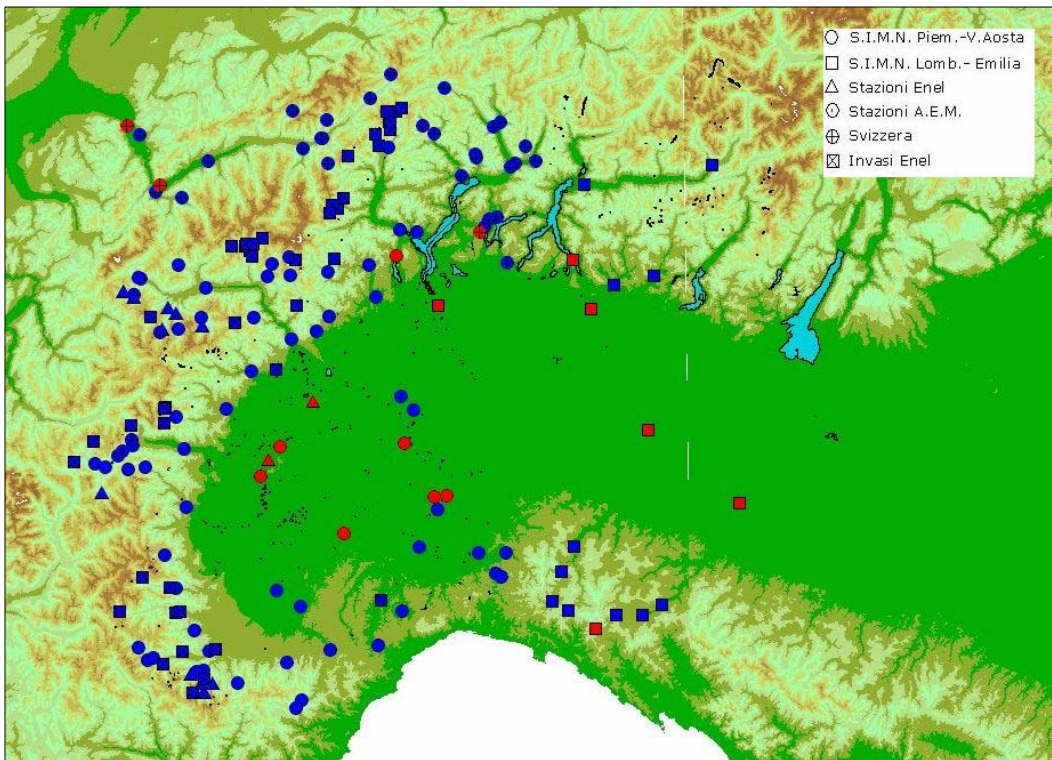 S.I.M.N. Piem.-V.Aosta
S.I.M.N. Lomb.- Emilia
Stazioni Enel
Stazioni A.E.M.
Svizzera
Invasi Enel